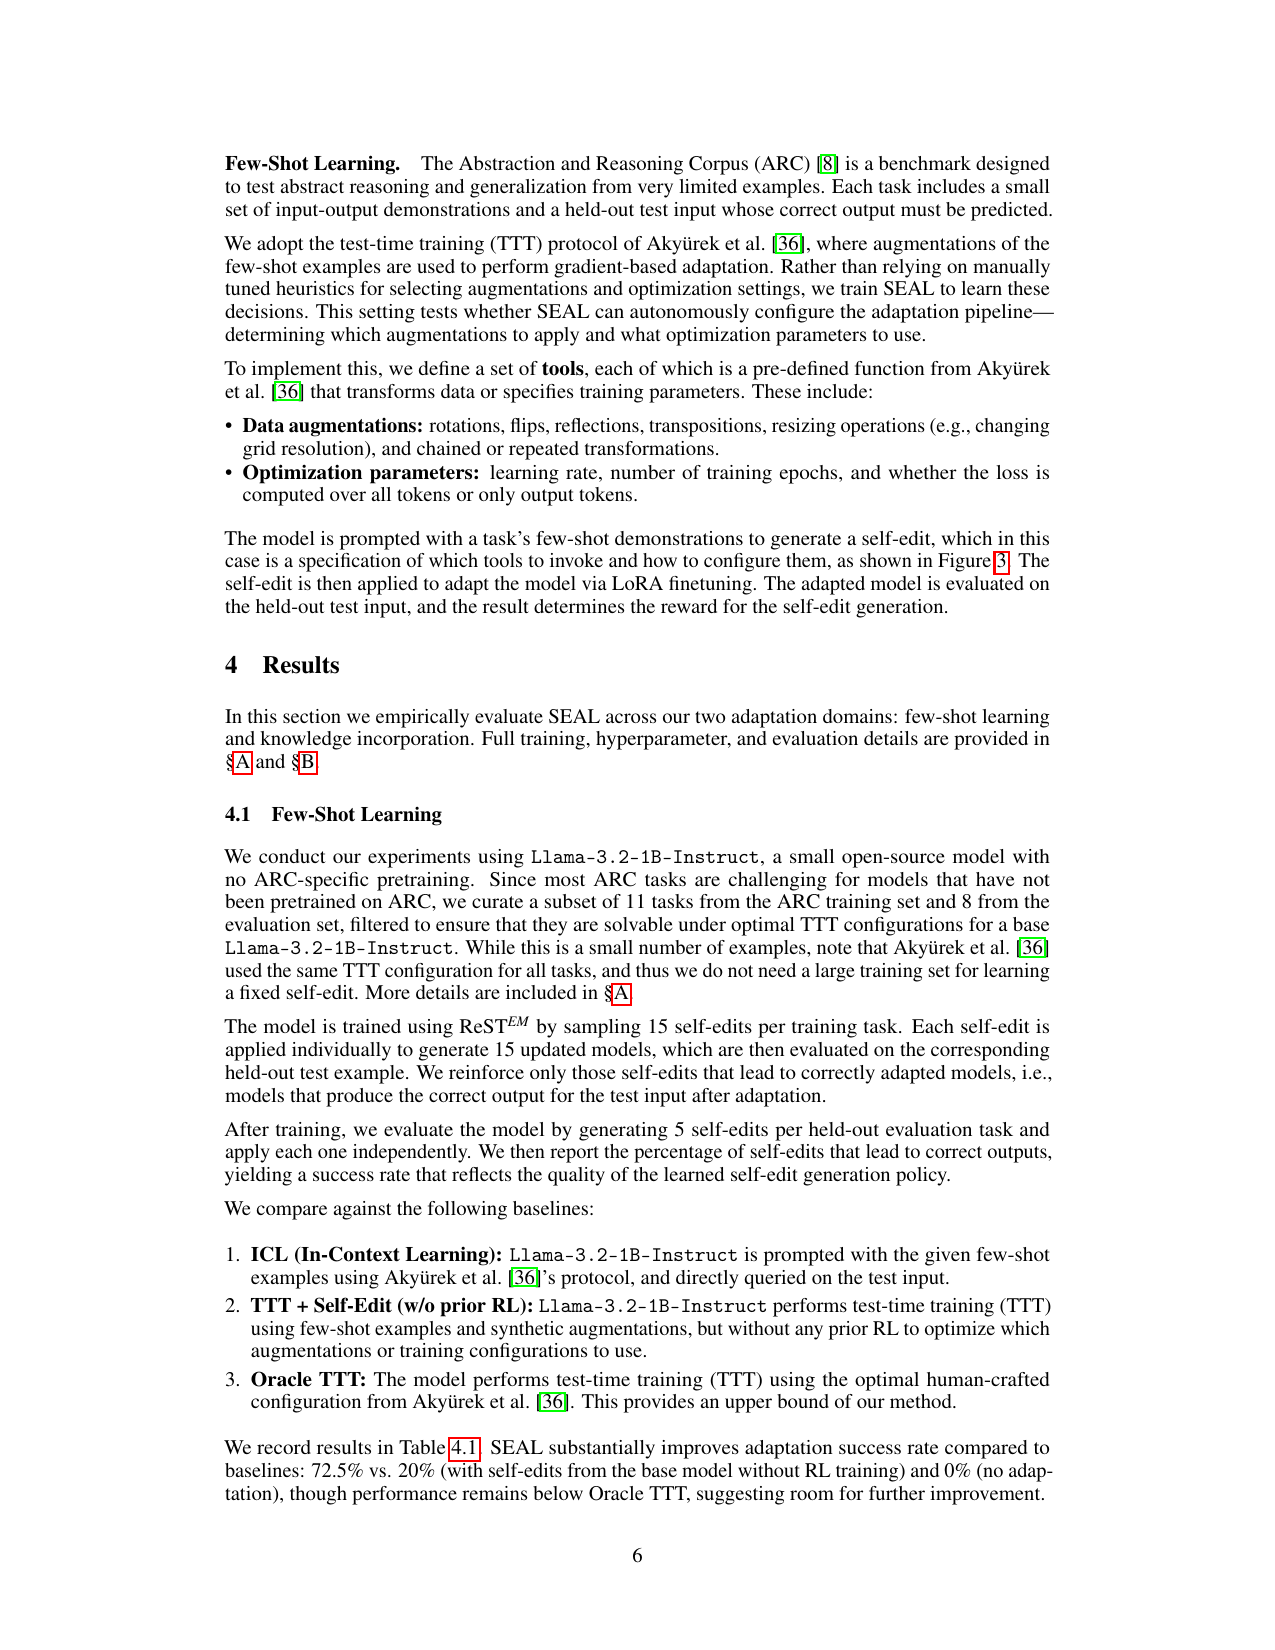 Few-Shot Learning. The Abstraction and Reasoning Corpus (ARC) [8] is a benchmark designed
to test abstract reasoning and generalization from very limited examples. Each task includes a small
set of input-output demonstrations and a held-out test input whose correct output must be predicted.
We adopt the test-time training (TTT) protocol of Akyürek et al. [36], where augmentations of the
few-shot examples are used to perform gradient-based adaptation. Rather than relying on manually
tuned heuristics for selecting augmentations and optimization settings, we train SEAL to learn these
decisions. This setting tests whether SEAL can autonomously configure the adaptation pipeline—
determining which augmentations to apply and what optimization parameters to use.
To implement this, we define a set of tools, each of which is a pre-defined function from Akyürek
et al. [36] that transforms data or specifies training parameters. These include:
• Data augmentations: rotations, flips, reflections, transpositions, resizing operations (e.g., changing
grid resolution), and chained or repeated transformations.
• Optimization parameters: learning rate, number of training epochs, and whether the loss is
computed over all tokens or only output tokens.
The model is prompted with a task's few-shot demonstrations to generate a self-edit, which in this
case is a specification of which tools to invoke and how to configure them, as shown in Figure 3. The
self-edit is then applied to adapt the model via LoRA finetuning. The adapted model is evaluated on
the held-out test input, and the result determines the reward for the self-edit generation.
4 Results
In this section we empirically evaluate SEAL across our two adaptation domains: few-shot learning
and knowledge incorporation. Full training, hyperparameter, and evaluation details are provided in
§A and §B.
4.1 Few-Shot Learning
We conduct our experiments using Llama-3.2-1B-Instruct, a small open-source model with
no ARC-specific pretraining. Since most ARC tasks are challenging for models that have not
been pretrained on ARC, we curate a subset of 11 tasks from the ARC training set and 8 from the
evaluation set, filtered to ensure that they are solvable under optimal TTT configurations for a base
Llama-3.2-1B-Instruct. While this is a small number of examples, note that Akyürek et al. [36]
used the same TTT configuration for all tasks, and thus we do not need a large training set for learning
a fixed self-edit. More details are included in §A.
The model is trained using ReST^EM by sampling 15 self-edits per training task. Each self-edit is
applied individually to generate 15 updated models, which are then evaluated on the corresponding
held-out test example. We reinforce only those self-edits that lead to correctly adapted models, i.e.,
models that produce the correct output for the test input after adaptation.
After training, we evaluate the model by generating 5 self-edits per held-out evaluation task and
apply each one independently. We then report the percentage of self-edits that lead to correct outputs,
yielding a success rate that reflects the quality of the learned self-edit generation policy.
We compare against the following baselines:
1. ICL (In-Context Learning): Llama-3.2-1B-Instruct is prompted with the given few-shot
examples using Akyürek et al. [36]'s protocol, and directly queried on the test input.
2. TTT + Self-Edit (w/o prior RL): Llama-3.2-1B-Instruct performs test-time training (TTT)
using few-shot examples and synthetic augmentations, but without any prior RL to optimize which
augmentations or training configurations to use.
3. Oracle TTT: The model performs test-time training (TTT) using the optimal human-crafted
configuration from Akyürek et al. [36]. This provides an upper bound of our method.
We record results in Table 4.1. SEAL substantially improves adaptation success rate compared to
baselines: 72.5% vs. 20% (with self-edits from the base model without RL training) and 0% (no adap-
tation), though performance remains below Oracle TTT, suggesting room for further improvement.
6